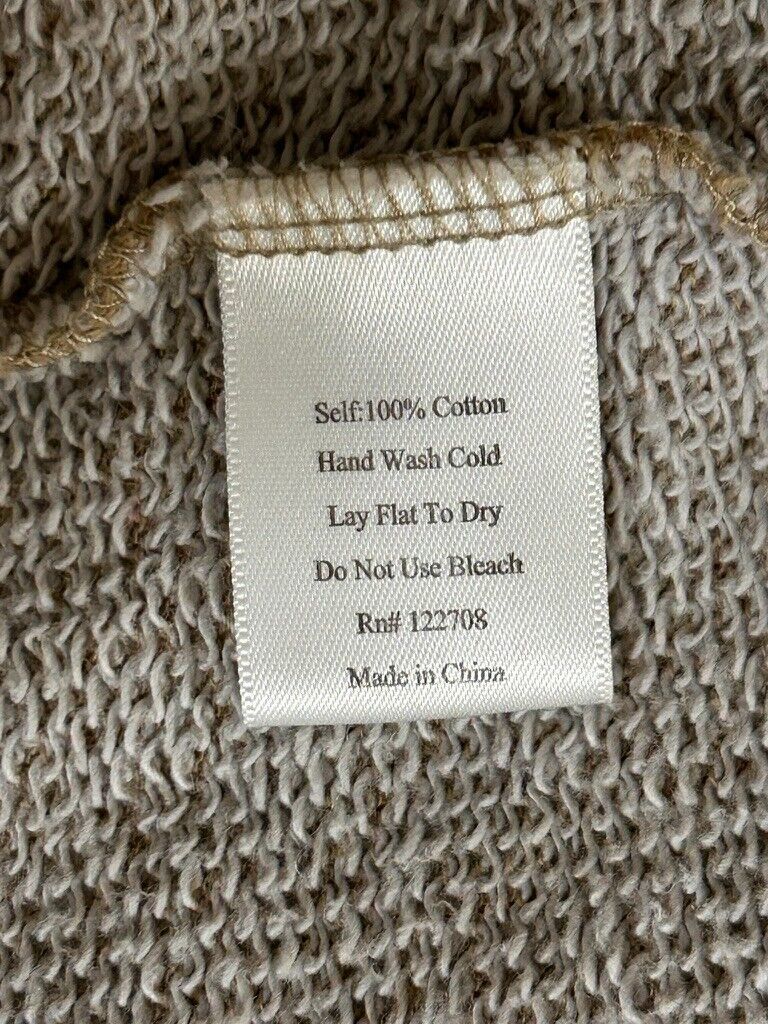 Self:100% Cotton
Hand Wash Cold
Lay Flat To Dry
Do Not Use Bleach
Rn# 122708
Made in China